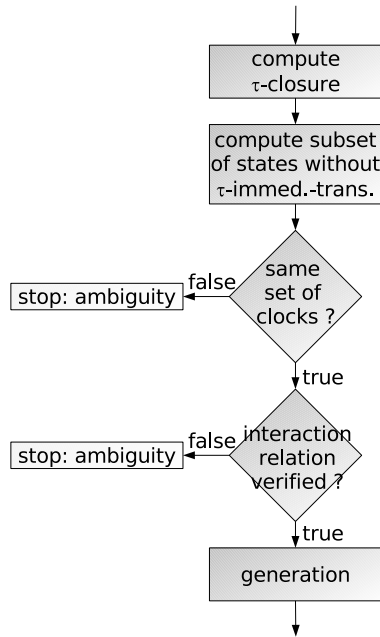 compute
τ-closure
compute subset
of states without
τ-immed.-trans.
same
set of
clocks ?
false
stop: ambiguity
true
interaction
relation
verified ?
false
stop: ambiguity
true
generation